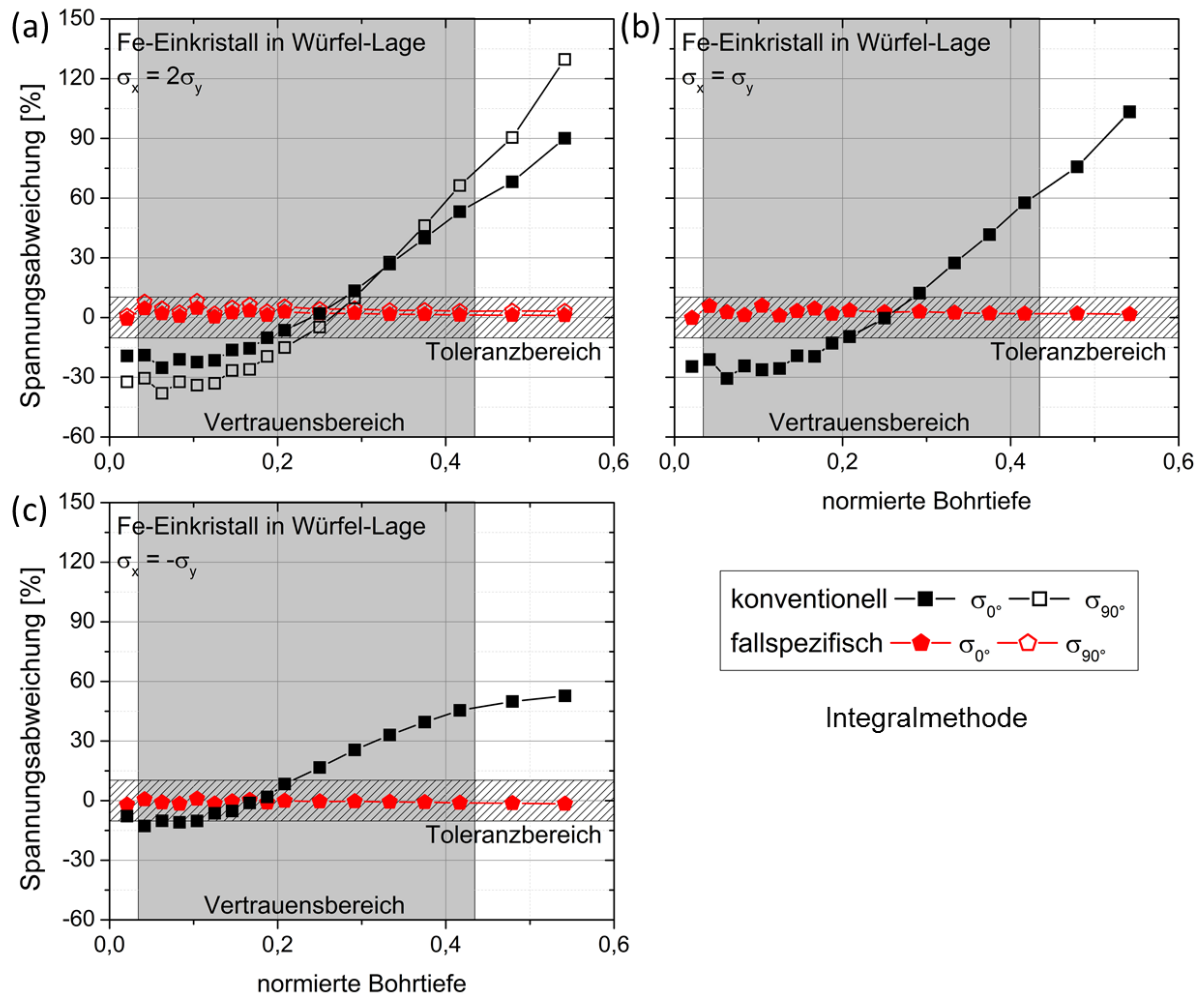 (a)
Spannungsabweichung [%]
150
120
90
60
30
0
-30
-60
Fe-Einkristall in Würfel-Lage
σx = 2σy
Toleranzbereich
Vertrauensbereich
0,0 0,2 0,4 0,6
(b)
Fe-Einkristall in Würfel-Lage
σx = σy
Toleranzbereich
Vertrauensbereich
0,0 0,2 0,4 0,6
normierte Bohrtiefe
(c)
Spannungsabweichung [%]
150
120
90
60
30
0
-30
-60
Fe-Einkristall in Würfel-Lage
σx = -σy
Toleranzbereich
Vertrauensbereich
0,0 0,2 0,4 0,6
normierte Bohrtiefe
konventionell σ0° σ90°
fallspezifisch σ0° σ90°
Integralmethode